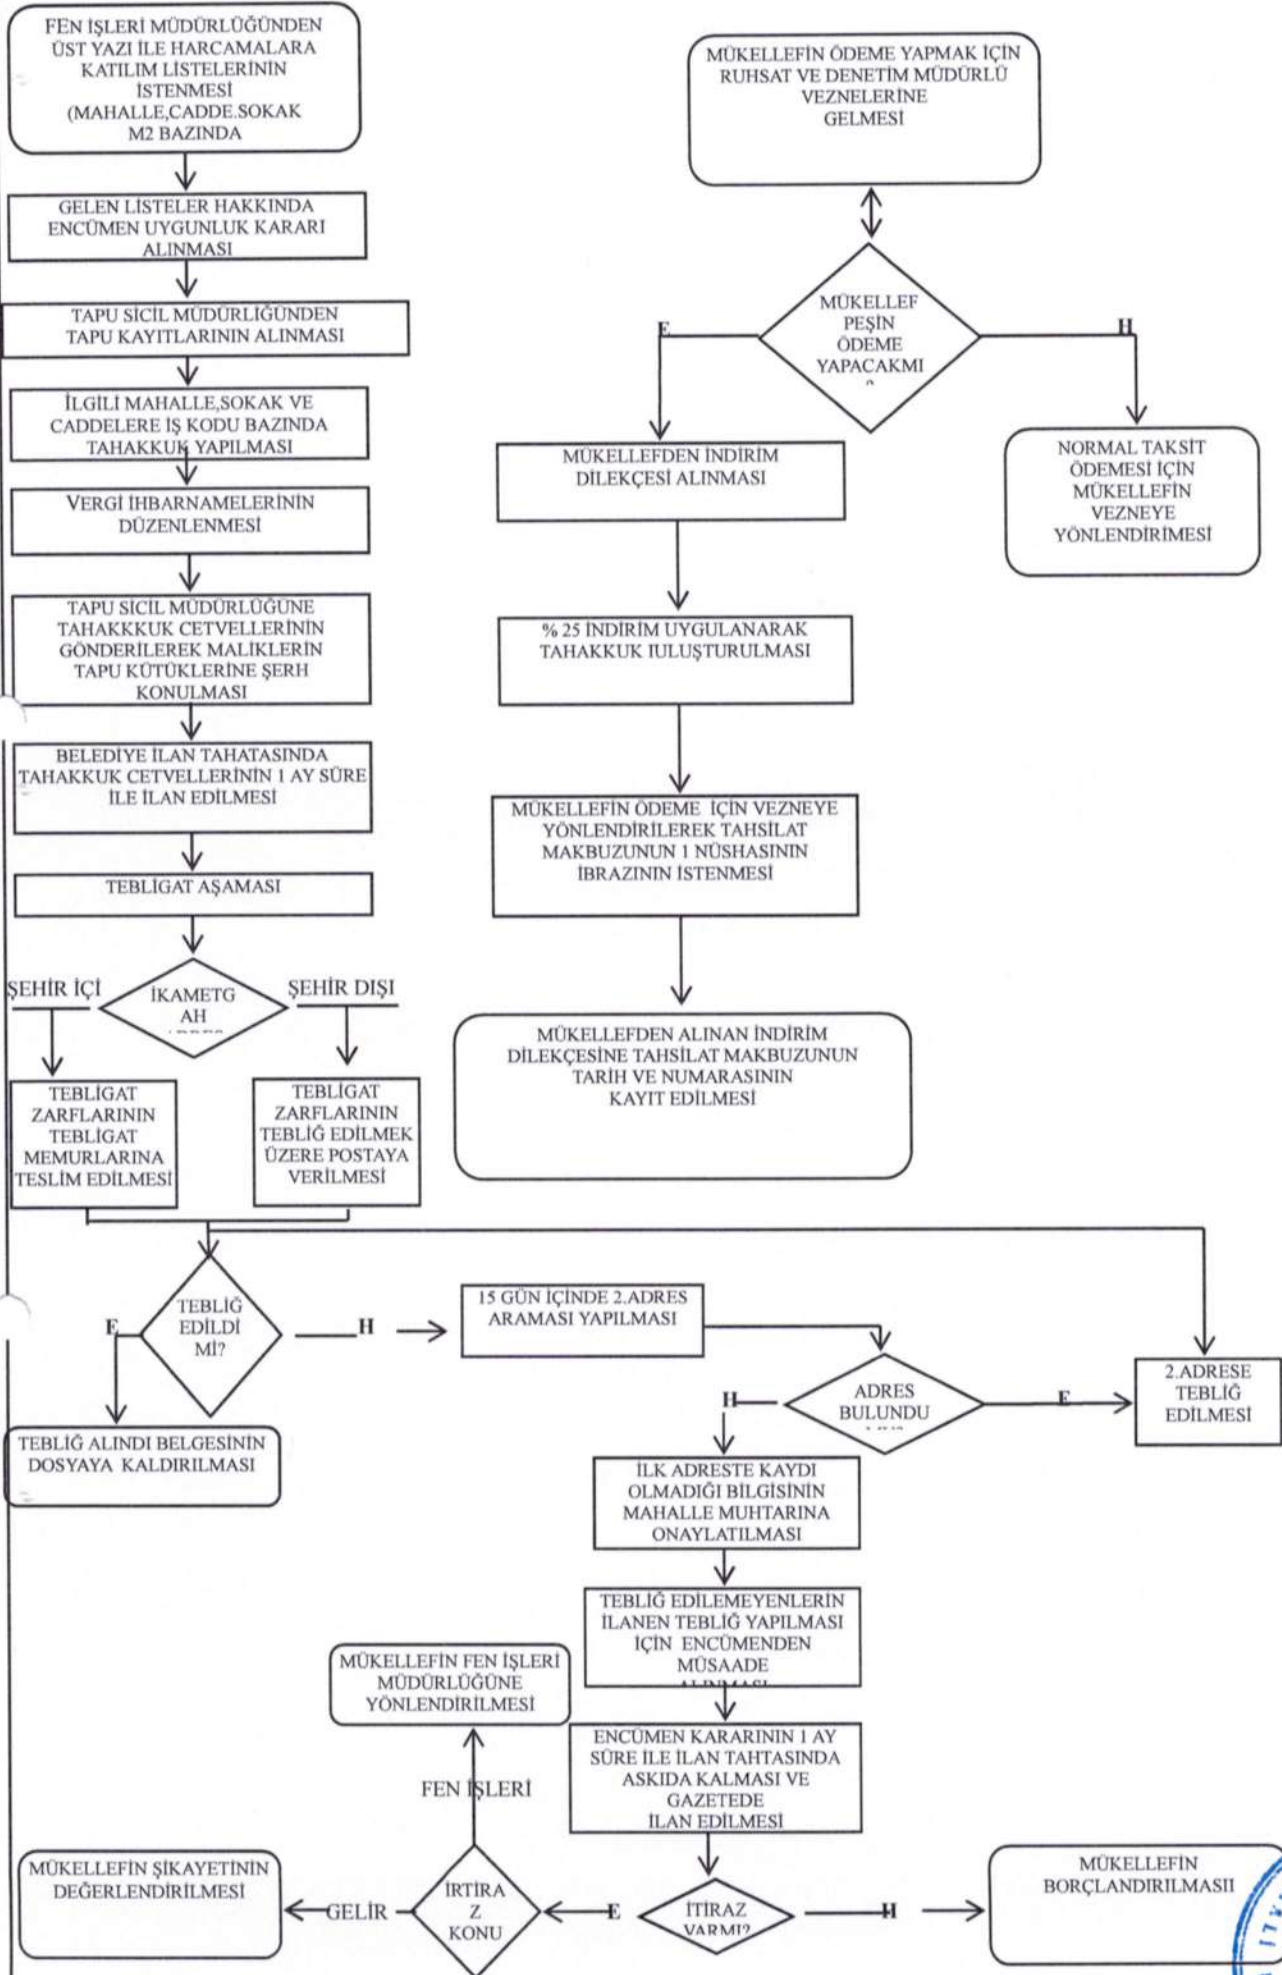 FEN İŞLERİ MÜDÜRLÜĞÜNDEN
ÜST YAZI İLE HARCAMALARA
KATILIM LİSTELERİNİN
İSTENMESİ
(MAHALLE,CADDE.SOKAK
M2 BAZINDA
GELEN LİSTELER HAKKINDA
ENCÜMEN UYGUNLUK KARARI
ALINMASI
TAPU SİCİL MÜDÜRLİĞÜNDEN
TAPU KAYITLARININ ALINMASI
İLGİLİ MAHALLE,SOKAK VE
CADDELERE İŞ KODU BAZINDA
TAHAKKUK YAPILMASI
VERGİ İHBARNAMELERİNİN
DÜZENLENMESİ
TAPU SİCİL MÜDÜRLÜĞÜNE
TAHAKKKUK CETVELLERİNİN
GÖNDERİLEREK MALİKLERİN
TAPU KÜTÜKLERİNE ŞERH
KONULMASI
BELEDİYE İLAN TAHATASINDA
TAHAKKUK CETVELLERİNİN 1 AY SÜRE
İLE İLAN EDİLMESİ
TEBLİGAT AŞAMASI
ŞEHİR İÇİ
İKAMETG
AH
ŞEHİR DIŞI
TEBLİGAT
ZARFLARININ
TEBLİGAT
MEMURLARINA
TESLİM EDİLMESİ
TEBLİGAT
ZARFLARININ
TEBLİĞ EDİLMEK
ÜZERE POSTAYA
VERİLMESİ
MÜKELLEFİN ÖDEME YAPMAK İÇİN
RUHSAT VE DENETİM MÜDÜRLÜ
VEZNELERİNE
GELMESİ
MÜKELLEF
PEŞİN
ÖDEME
YAPACAKMI
E
H
MÜKELLEFDEN İNDİRİM
DİLEKÇESİ ALINMASI
NORMAL TAKSİT
ÖDEMESİ İÇİN
MÜKELLEFİN
VEZNEYE
YÖNLENDİRİMESİ
% 25 İNDİRİM UYGULANARAK
TAHAKKUK IULUŞTURULMASI
MÜKELLEFİN ÖDEME İÇİN VEZNEYE
YÖNLENDİRİLEREK TAHSİLAT
MAKBUZUNUN 1 NÜSHASININ
İBRAZININ İSTENMESİ
MÜKELLEFDEN ALINAN İNDİRİM
DİLEKÇESİNE TAHSİLAT MAKBUZUNUN
TARİH VE NUMARASININ
KAYIT EDİLMESİ
TEBLİĞ
EDİLDİ
Mİ?
E
H
TEBLİĞ ALINDI BELGESİNİN
DOSYAYA KALDIRILMASI
15 GÜN İÇİNDE 2.ADRES
ARAMASI YAPILMASI
ADRES
BULUNDU
H
E
2.ADRESE
TEBLİĞ
EDİLMESİ
İLK ADRESTE KAYDI
OLMADIĞI BİLGİSİNİN
MAHALLE MUHTARINA
ONAYLATILMASI
TEBLİĞ EDİLEMEYENLERİN
İLANEN TEBLİĞ YAPILMASI
İÇİN ENCÜMENDEN
MÜSAADE
ALINMASI
ENCÜMEN KARARININ 1 AY
SÜRE İLE İLAN TAHTASINDA
ASKIDA KALMASI VE
GAZETEDE
İLAN EDİLMESİ
MÜKELLEFİN FEN İŞLERİ
MÜDÜRLÜĞÜNE
YÖNLENDİRİLMESİ
FEN İŞLERİ
MÜKELLEFİN ŞİKAYETİNİN
DEĞERLENDİRİLMESİ
GELİR
İRTİRA
Z
KONU
E
İTİRAZ
VARMI?
H
MÜKELLEFİN
BORÇLANDIRILMASII